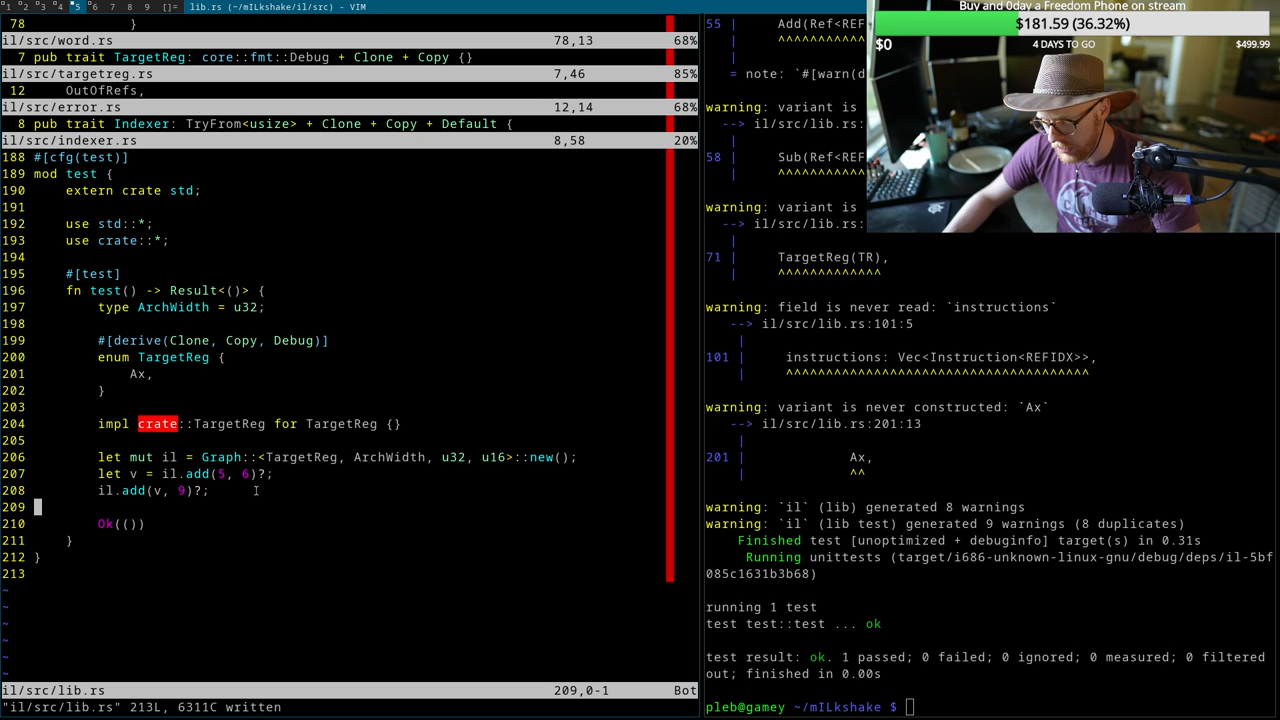 1 2 3 4 5 6 7 8 9 []= lib.rs (~/mILkshake/il/src) - VIM
78             }
il/src/word.rs 78,13 68%
7 pub trait TargetReg: core::fmt::Debug + Clone + Copy {}
il/src/targetreg.rs 7,46 85%
12     OutOfRefs,
il/src/error.rs 12,14 68%
8 pub trait Indexer: TryFrom<usize> + Clone + Copy + Default {
il/src/indexer.rs 8,58 20%
188 #[cfg(test)]
189 mod test {
190     extern crate std;
191
192     use std::*;
193     use crate::*;
194
195     #[test]
196     fn test() -> Result<()> {
197         type ArchWidth = u32;
198
199         #[derive(Clone, Copy, Debug)]
200         enum TargetReg {
201             Ax,
202         }
203
204         impl crate::TargetReg for TargetReg {}
205
206         let mut il = Graph::<TargetReg, ArchWidth, u32, u16>::new();
207         let v = il.add(5, 6)?;
208         il.add(v, 9)?;
209
210         Ok(())
211     }
212 }
213
~
~
~
~
~
~
il/src/lib.rs 209,0-1 Bot
"il/src/lib.rs" 213L, 6311C written
55 |     Add(Ref<REF
   |     ^^^^^^^^^^^
   |
   = note: `#[warn(d
warning: variant is
  --> il/src/lib.rs:
   |
58 |     Sub(Ref<REF
   |     ^^^^^^^^^^^
warning: variant is
  --> il/src/lib.rs:
   |
71 |     TargetReg(TR),
   |     ^^^^^^^^^^^^^
warning: field is never read: `instructions`
   --> il/src/lib.rs:101:5
    |
101 |     instructions: Vec<Instruction<REFIDX>>,
    |     ^^^^^^^^^^^^^^^^^^^^^^^^^^^^^^^^^^^^^^
warning: variant is never constructed: `Ax`
   --> il/src/lib.rs:201:13
    |
201 |             Ax,
    |             ^^
warning: `il` (lib) generated 8 warnings
warning: `il` (lib test) generated 9 warnings (8 duplicates)
    Finished test [unoptimized + debuginfo] target(s) in 0.31s
     Running unittests (target/i686-unknown-linux-gnu/debug/deps/il-5bf
085c1631b3b68)
running 1 test
test test::test ... ok
test result: ok. 1 passed; 0 failed; 0 ignored; 0 measured; 0 filtered
out; finished in 0.00s
pleb@gamey ~/mILkshake $
Buy and 0day a Freedom Phone on stream
$181.59 (36.32%)
$0 4 DAYS TO GO $499.99